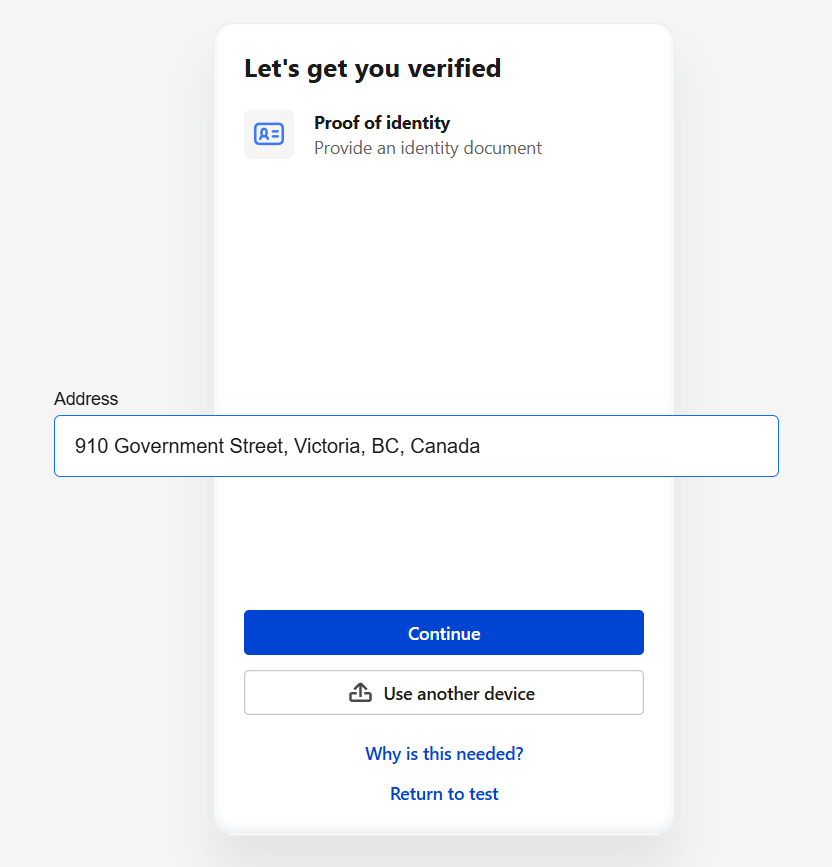 Let's get you verified
Proof of identity
Provide an identity document
Address
910 Government Street, Victoria, BC, Canada
Continue
Use another device
Why is this needed?
Return to test